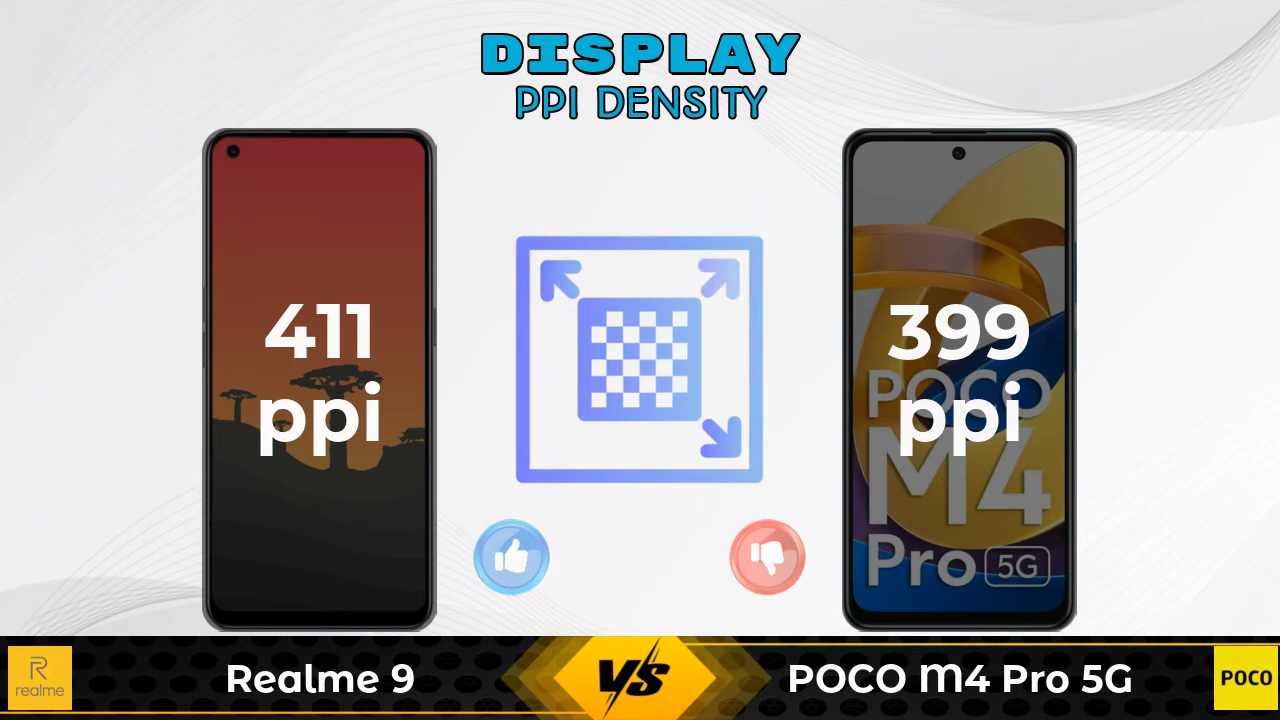 DISPLAY
PPI DENSITY
411
ppi
399
ppi
POCO
M4
Pro 5G
R
realme
Realme 9
VS
POCO M4 Pro 5G
POCO